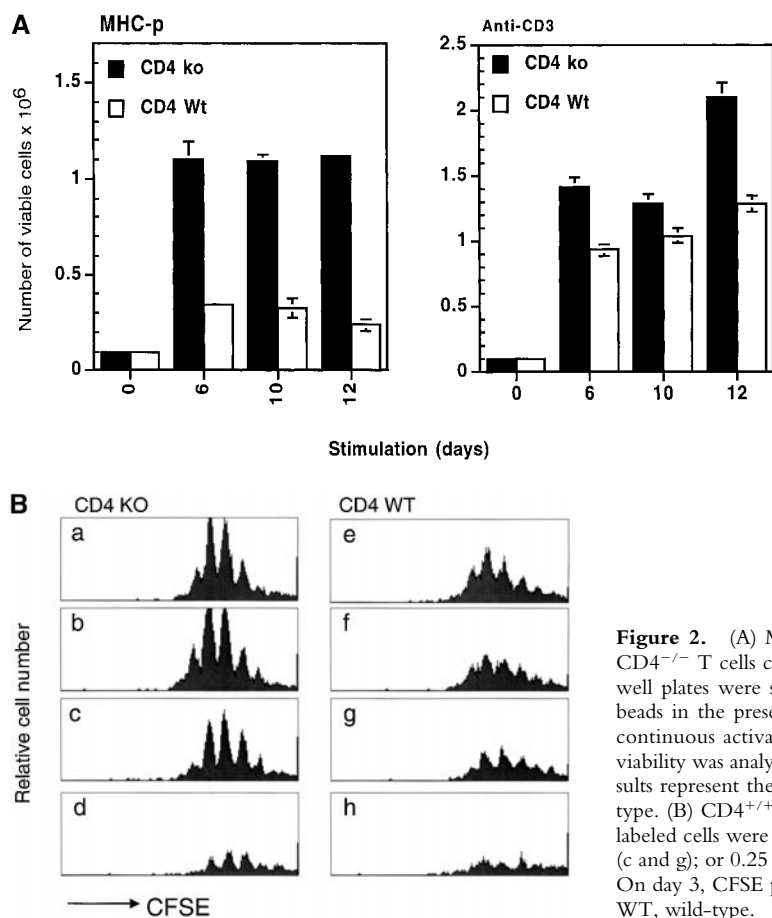 A
MHC-p
Anti-CD3
CD4 ko
CD4 Wt
CD4 ko
CD4 Wt
Number of viable cells x 10⁶
1.5
1
0.5
0
0
6
10
12
2.5
2
1.5
1
0.5
0
0
6
10
12
Stimulation (days)
B
CD4 KO
CD4 WT
Relative cell number
a
b
c
d
e
f
g
h
CFSE
Figure 2. (A) M
CD4⁻/⁻ T cells c
well plates were s
beads in the prese
continuous activa
viability was analy
sults represent the
type. (B) CD4⁺/⁺
labeled cells were
(c and g); or 0.25
On day 3, CFSE p
WT, wild-type.